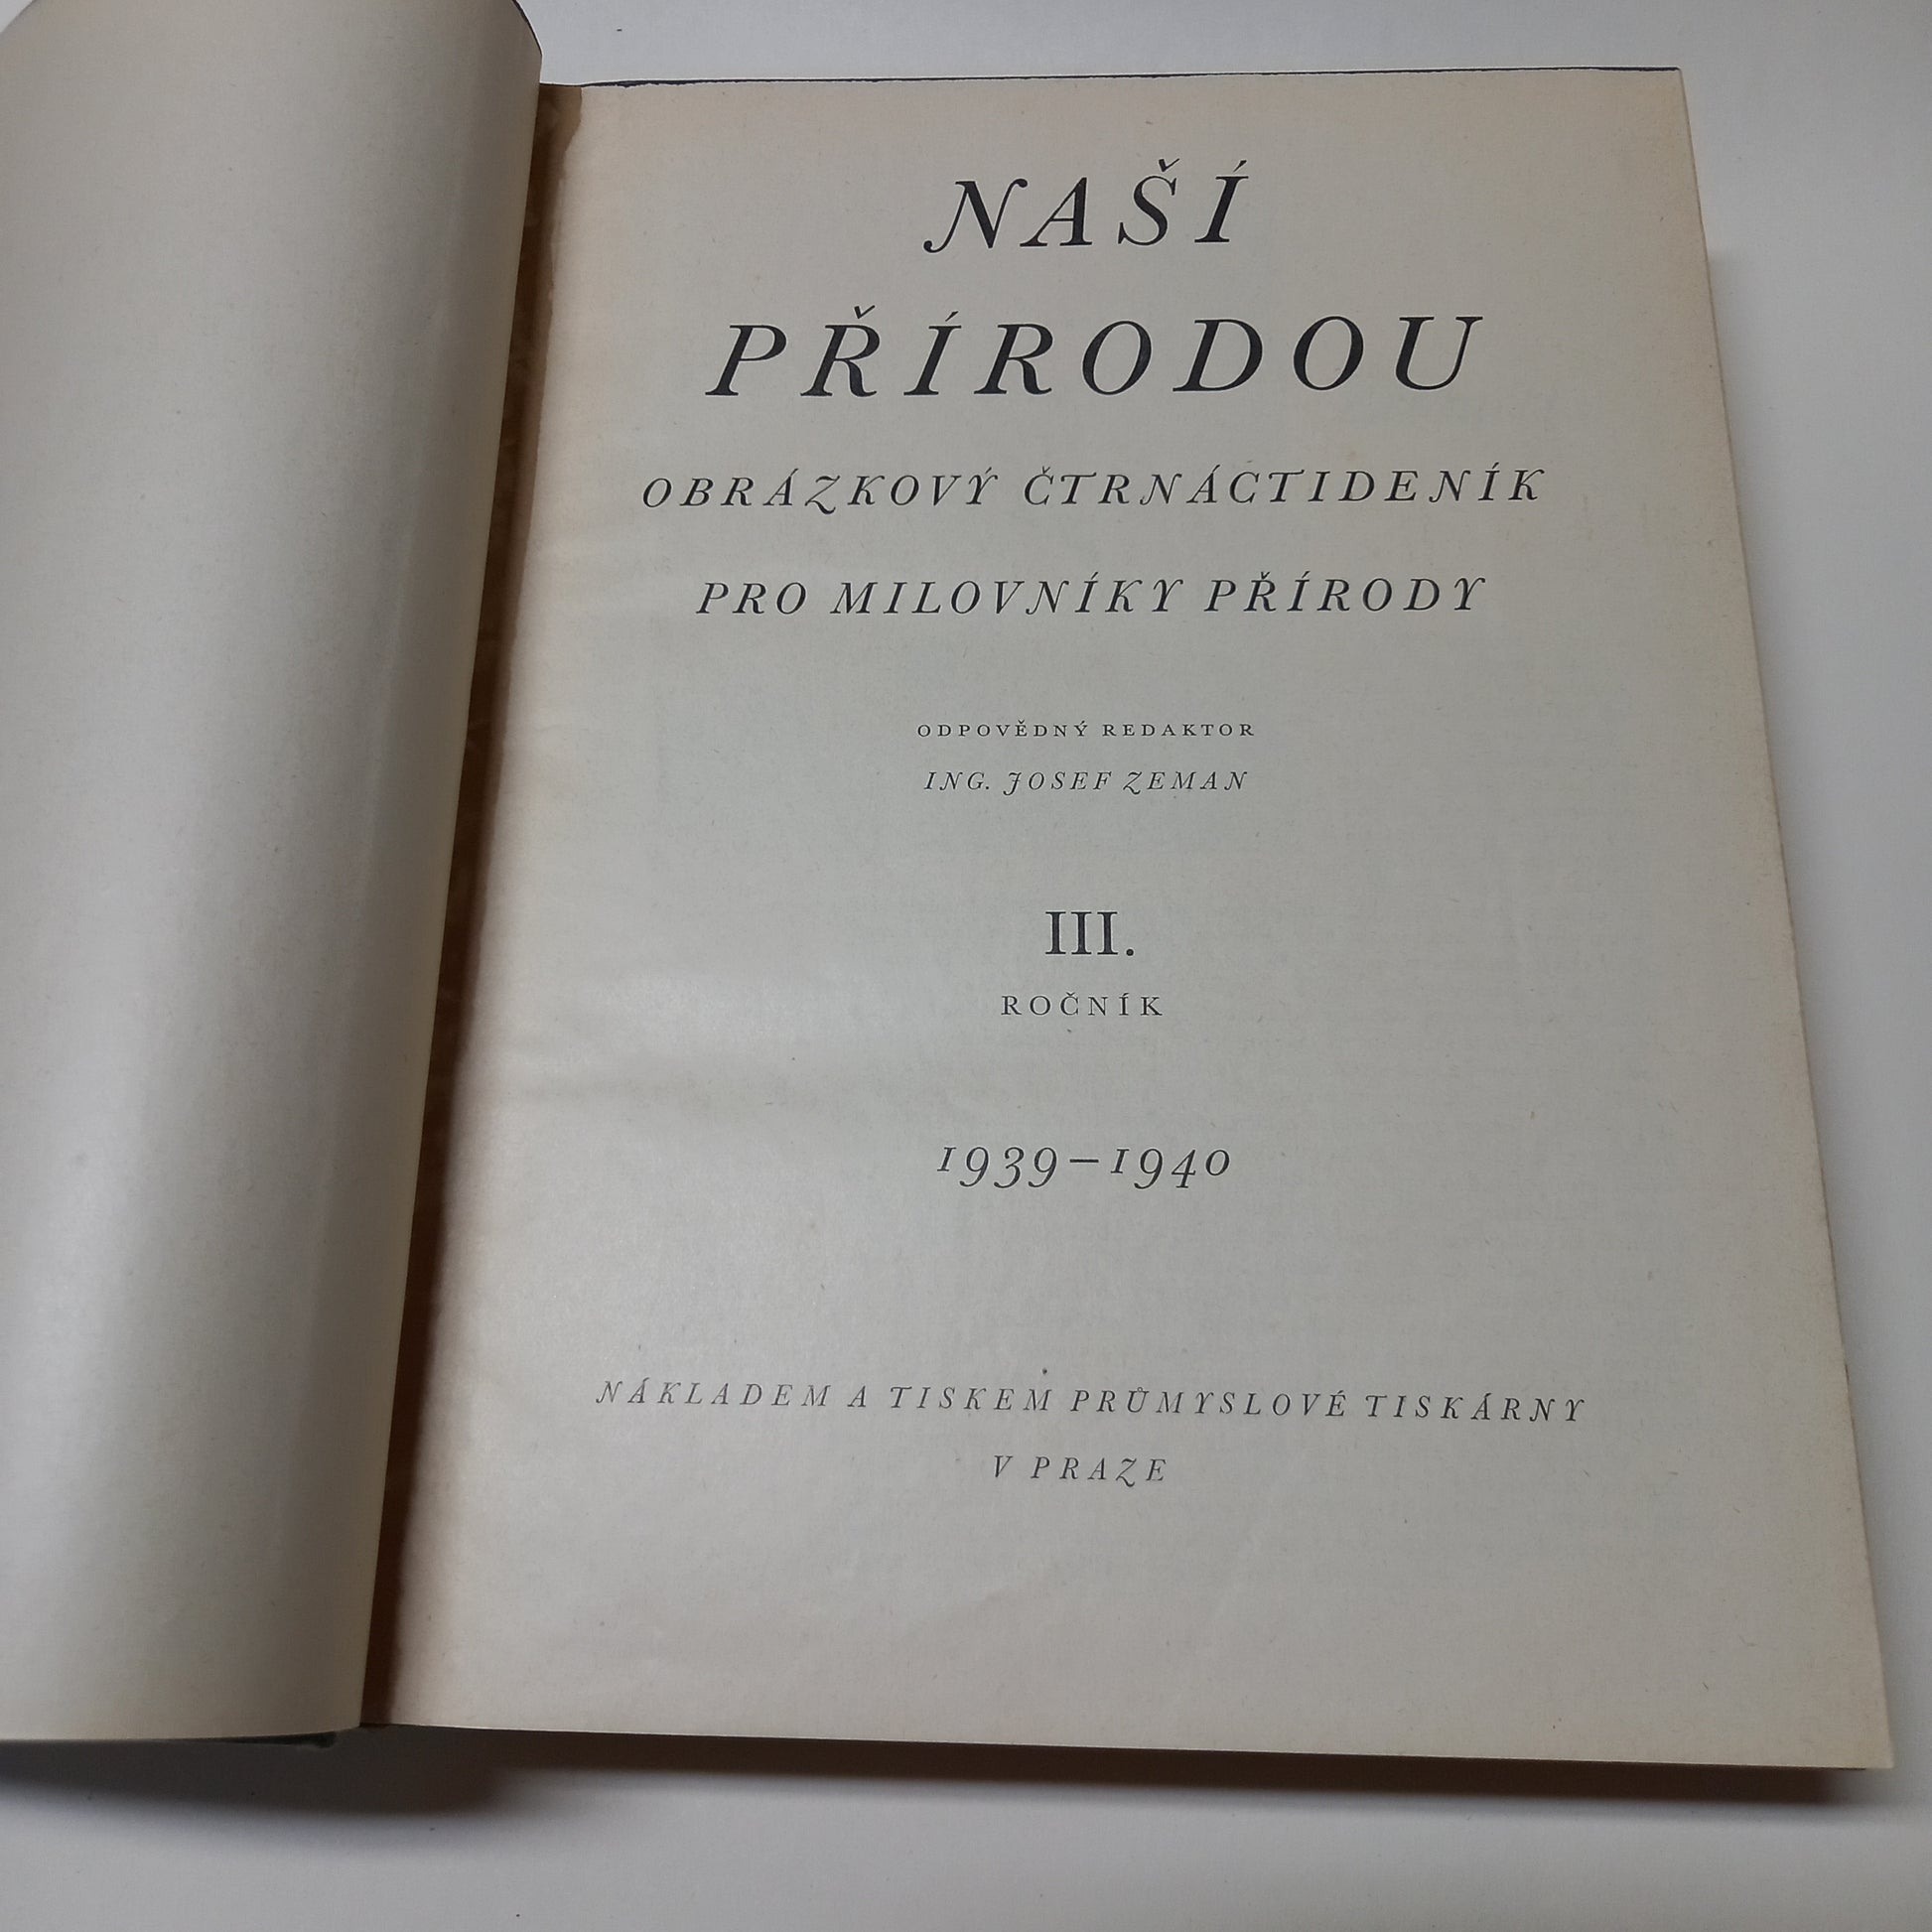 NAŠÍ
PŘÍRODOU
OBRÁZKOVÝ ČTRNÁCTIDENÍK
PRO MILOVNÍKY PŘÍRODY
ODPOVĚDNÝ REDAKTOR
ING. JOSEF ZEMAN
III.
ROČNÍK
1939–1940
NÁKLADEM A TISKEM PRŮMYSLOVÉ TISKÁRNY
V PRAZE